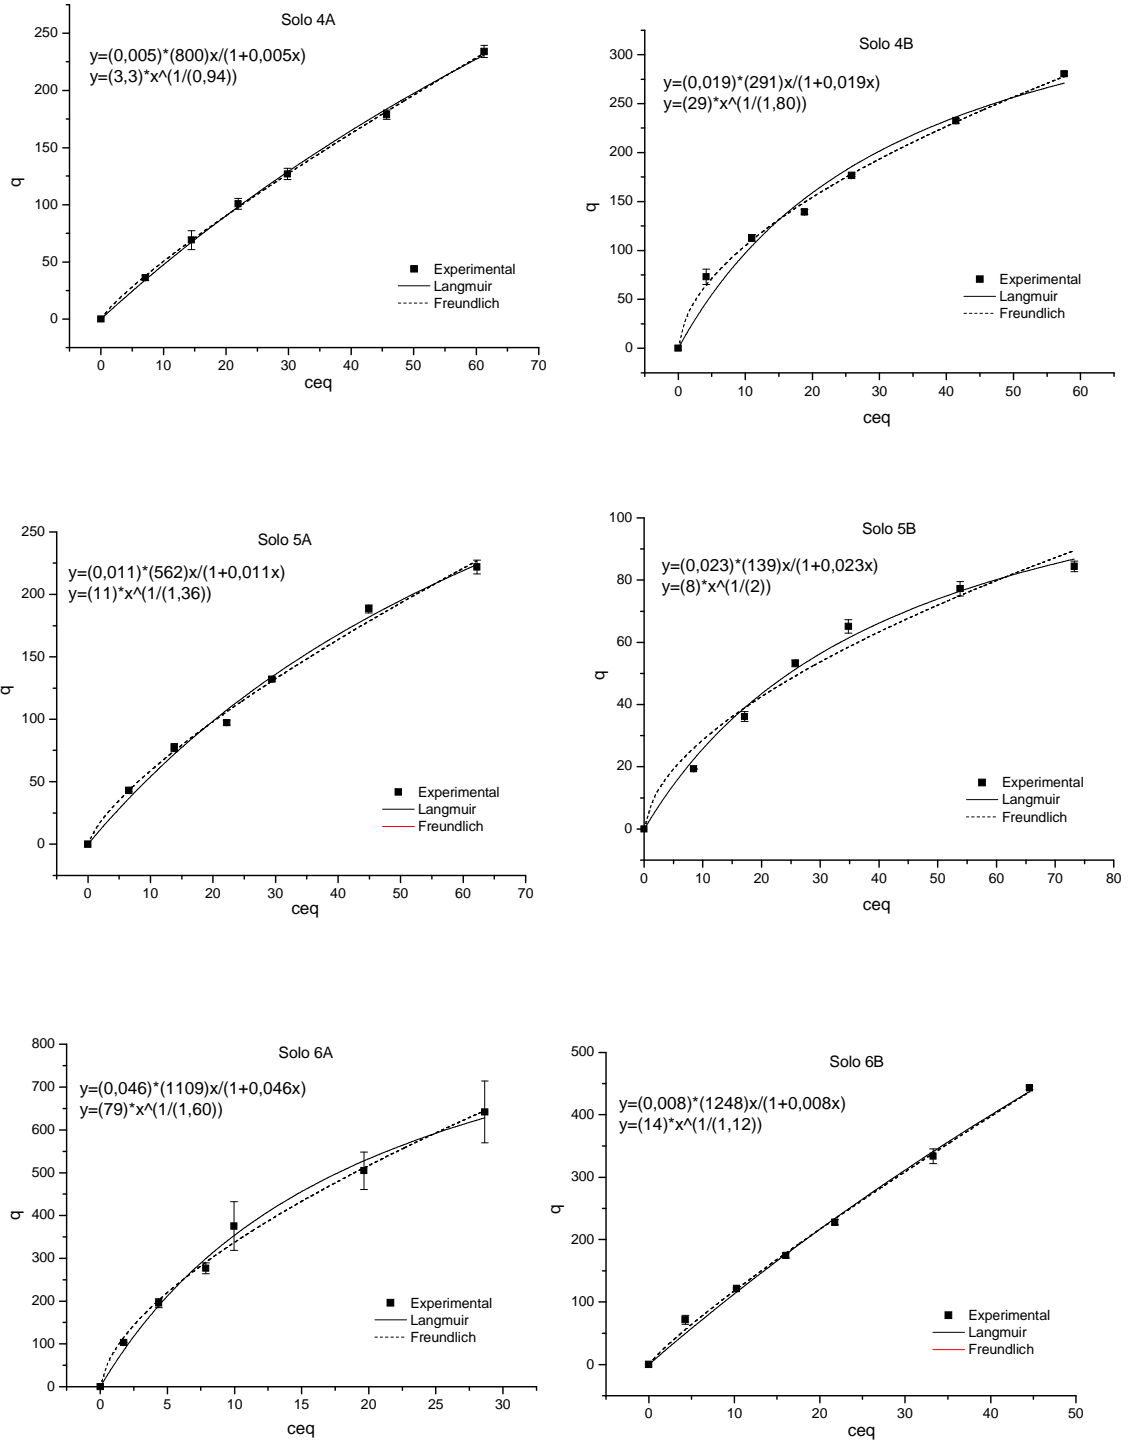 Solo 4A
y=(0,005)*(800)x/(1+0,005x)
y=(3,3)*x^(1/(0,94))
250
200
150
100
50
0
q
Experimental
Langmuir
Freundlich
0 10 20 30 40 50 60 70
ceq
Solo 4B
y=(0,019)*(291)x/(1+0,019x)
y=(29)*x^(1/(1,80))
300
250
200
150
100
50
0
q
Experimental
Langmuir
Freundlich
0 10 20 30 40 50 60
ceq
Solo 5A
y=(0,011)*(562)x/(1+0,011x)
y=(11)*x^(1/(1,36))
250
200
150
100
50
0
q
Experimental
Langmuir
Freundlich
0 10 20 30 40 50 60 70
ceq
Solo 5B
y=(0,023)*(139)x/(1+0,023x)
y=(8)*x^(1/(2))
100
80
60
40
20
0
q
Experimental
Langmuir
Freundlich
0 10 20 30 40 50 60 70 80
ceq
Solo 6A
y=(0,046)*(1109)x/(1+0,046x)
y=(79)*x^(1/(1,60))
800
700
600
500
400
300
200
100
0
q
Experimental
Langmuir
Freundlich
0 5 10 15 20 25 30
ceq
Solo 6B
y=(0,008)*(1248)x/(1+0,008x)
y=(14)*x^(1/(1,12))
500
400
300
200
100
0
q
Experimental
Langmuir
Freundlich
0 10 20 30 40 50
ceq